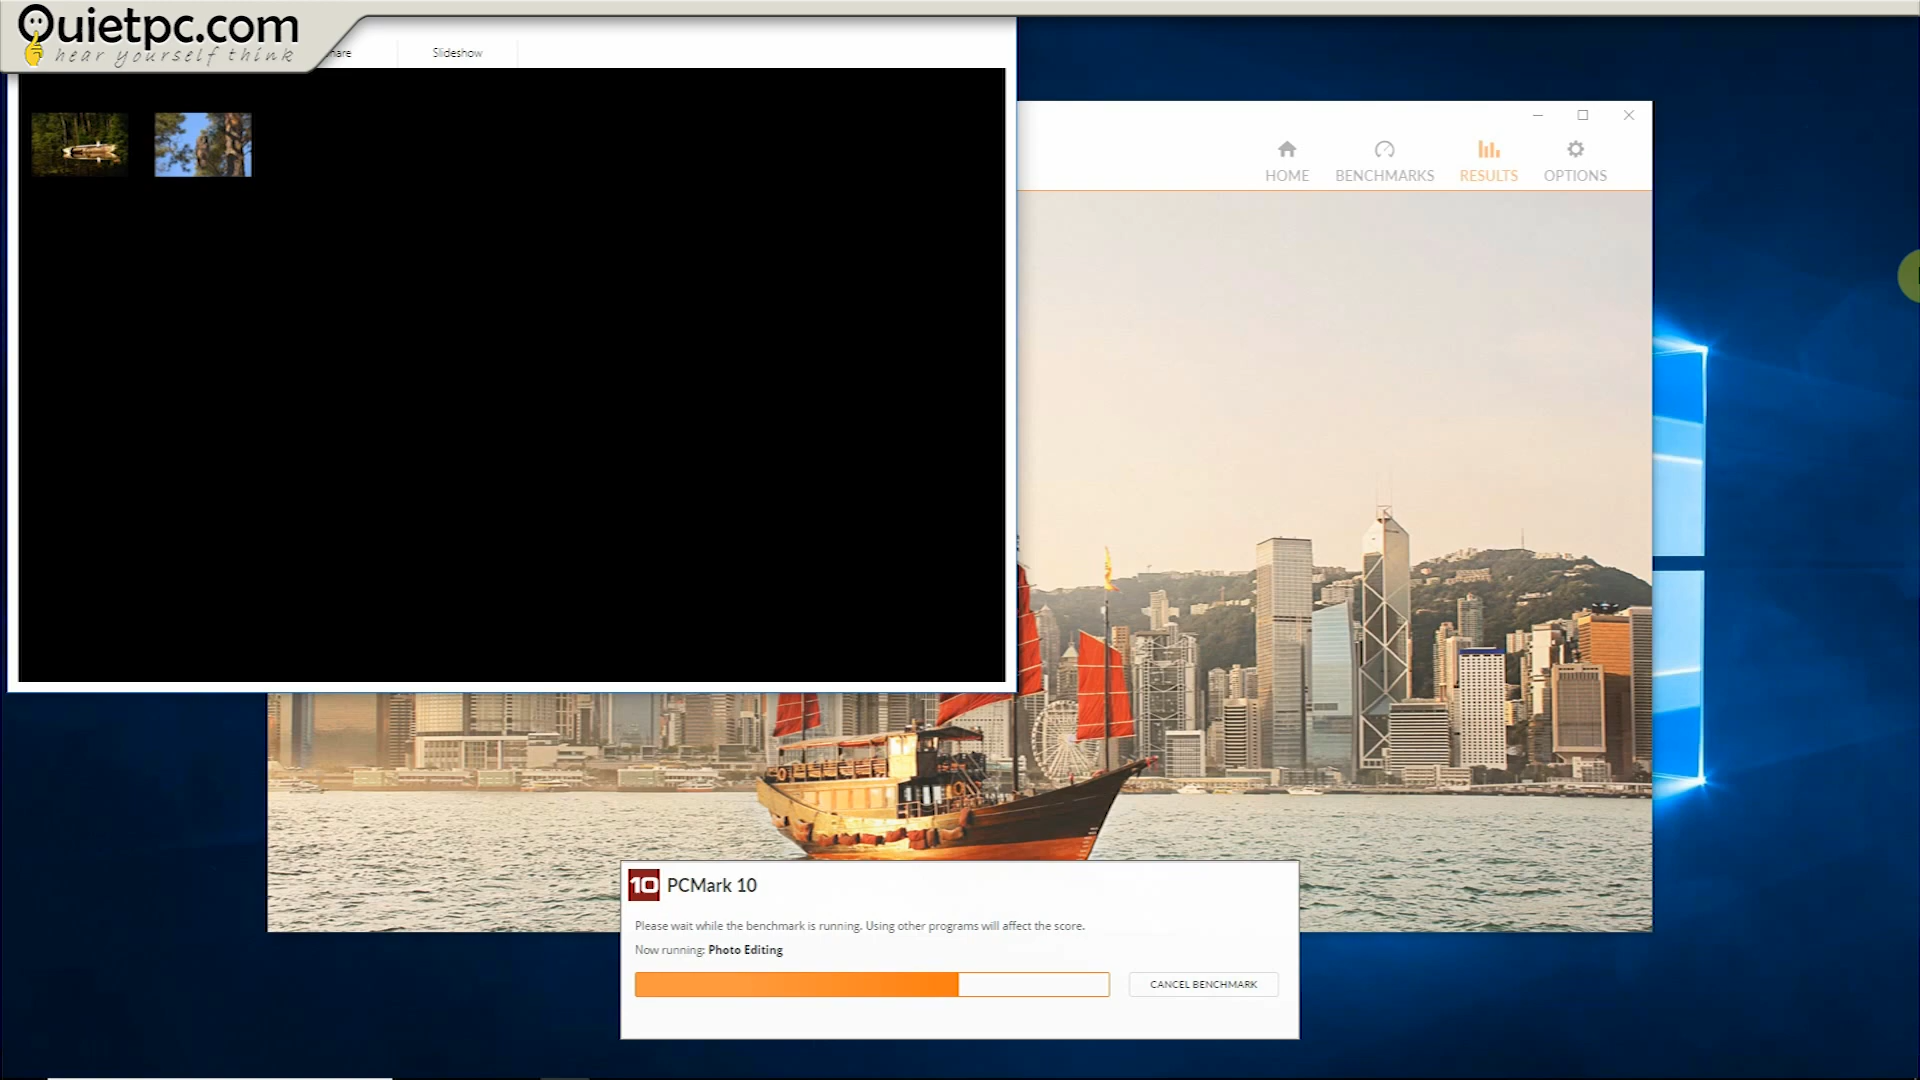 Quietpc.com
hear yourself think
hare
Slideshow
HOME
BENCHMARKS
RESULTS
OPTIONS
10
PCMark 10
Please wait while the benchmark is running. Using other programs will affect the score.
Now running: Photo Editing
CANCEL BENCHMARK